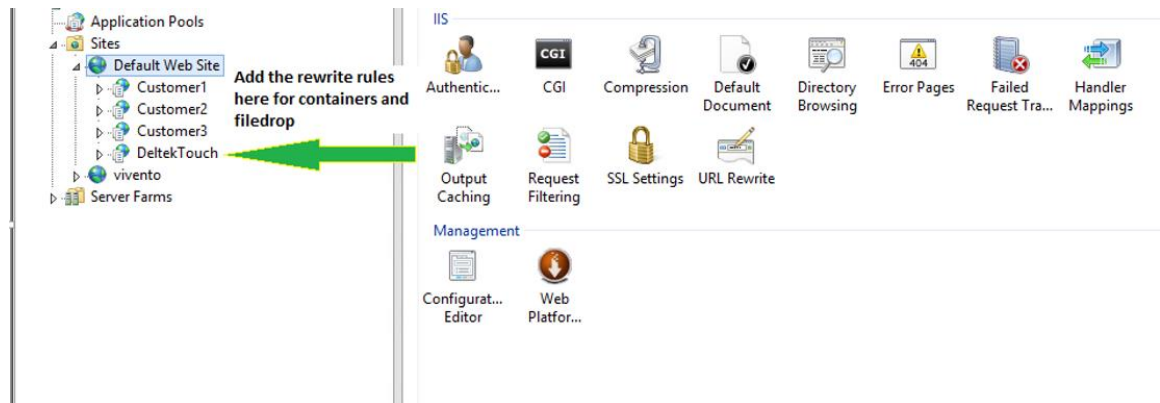 Application Pools
Sites
Default Web Site
Customer1
Customer2
Customer3
DeltekTouch
vivento
Server Farms
Add the rewrite rules
here for containers and
filedrop
IIS
Authentic...
CGI
CGI
Compression
Default
Document
Directory
Browsing
404
Error Pages
Failed
Request Tra...
Handler
Mappings
Output
Caching
Request
Filtering
SSL Settings
URL Rewrite
Management
Configurat...
Editor
Web
Platfor...